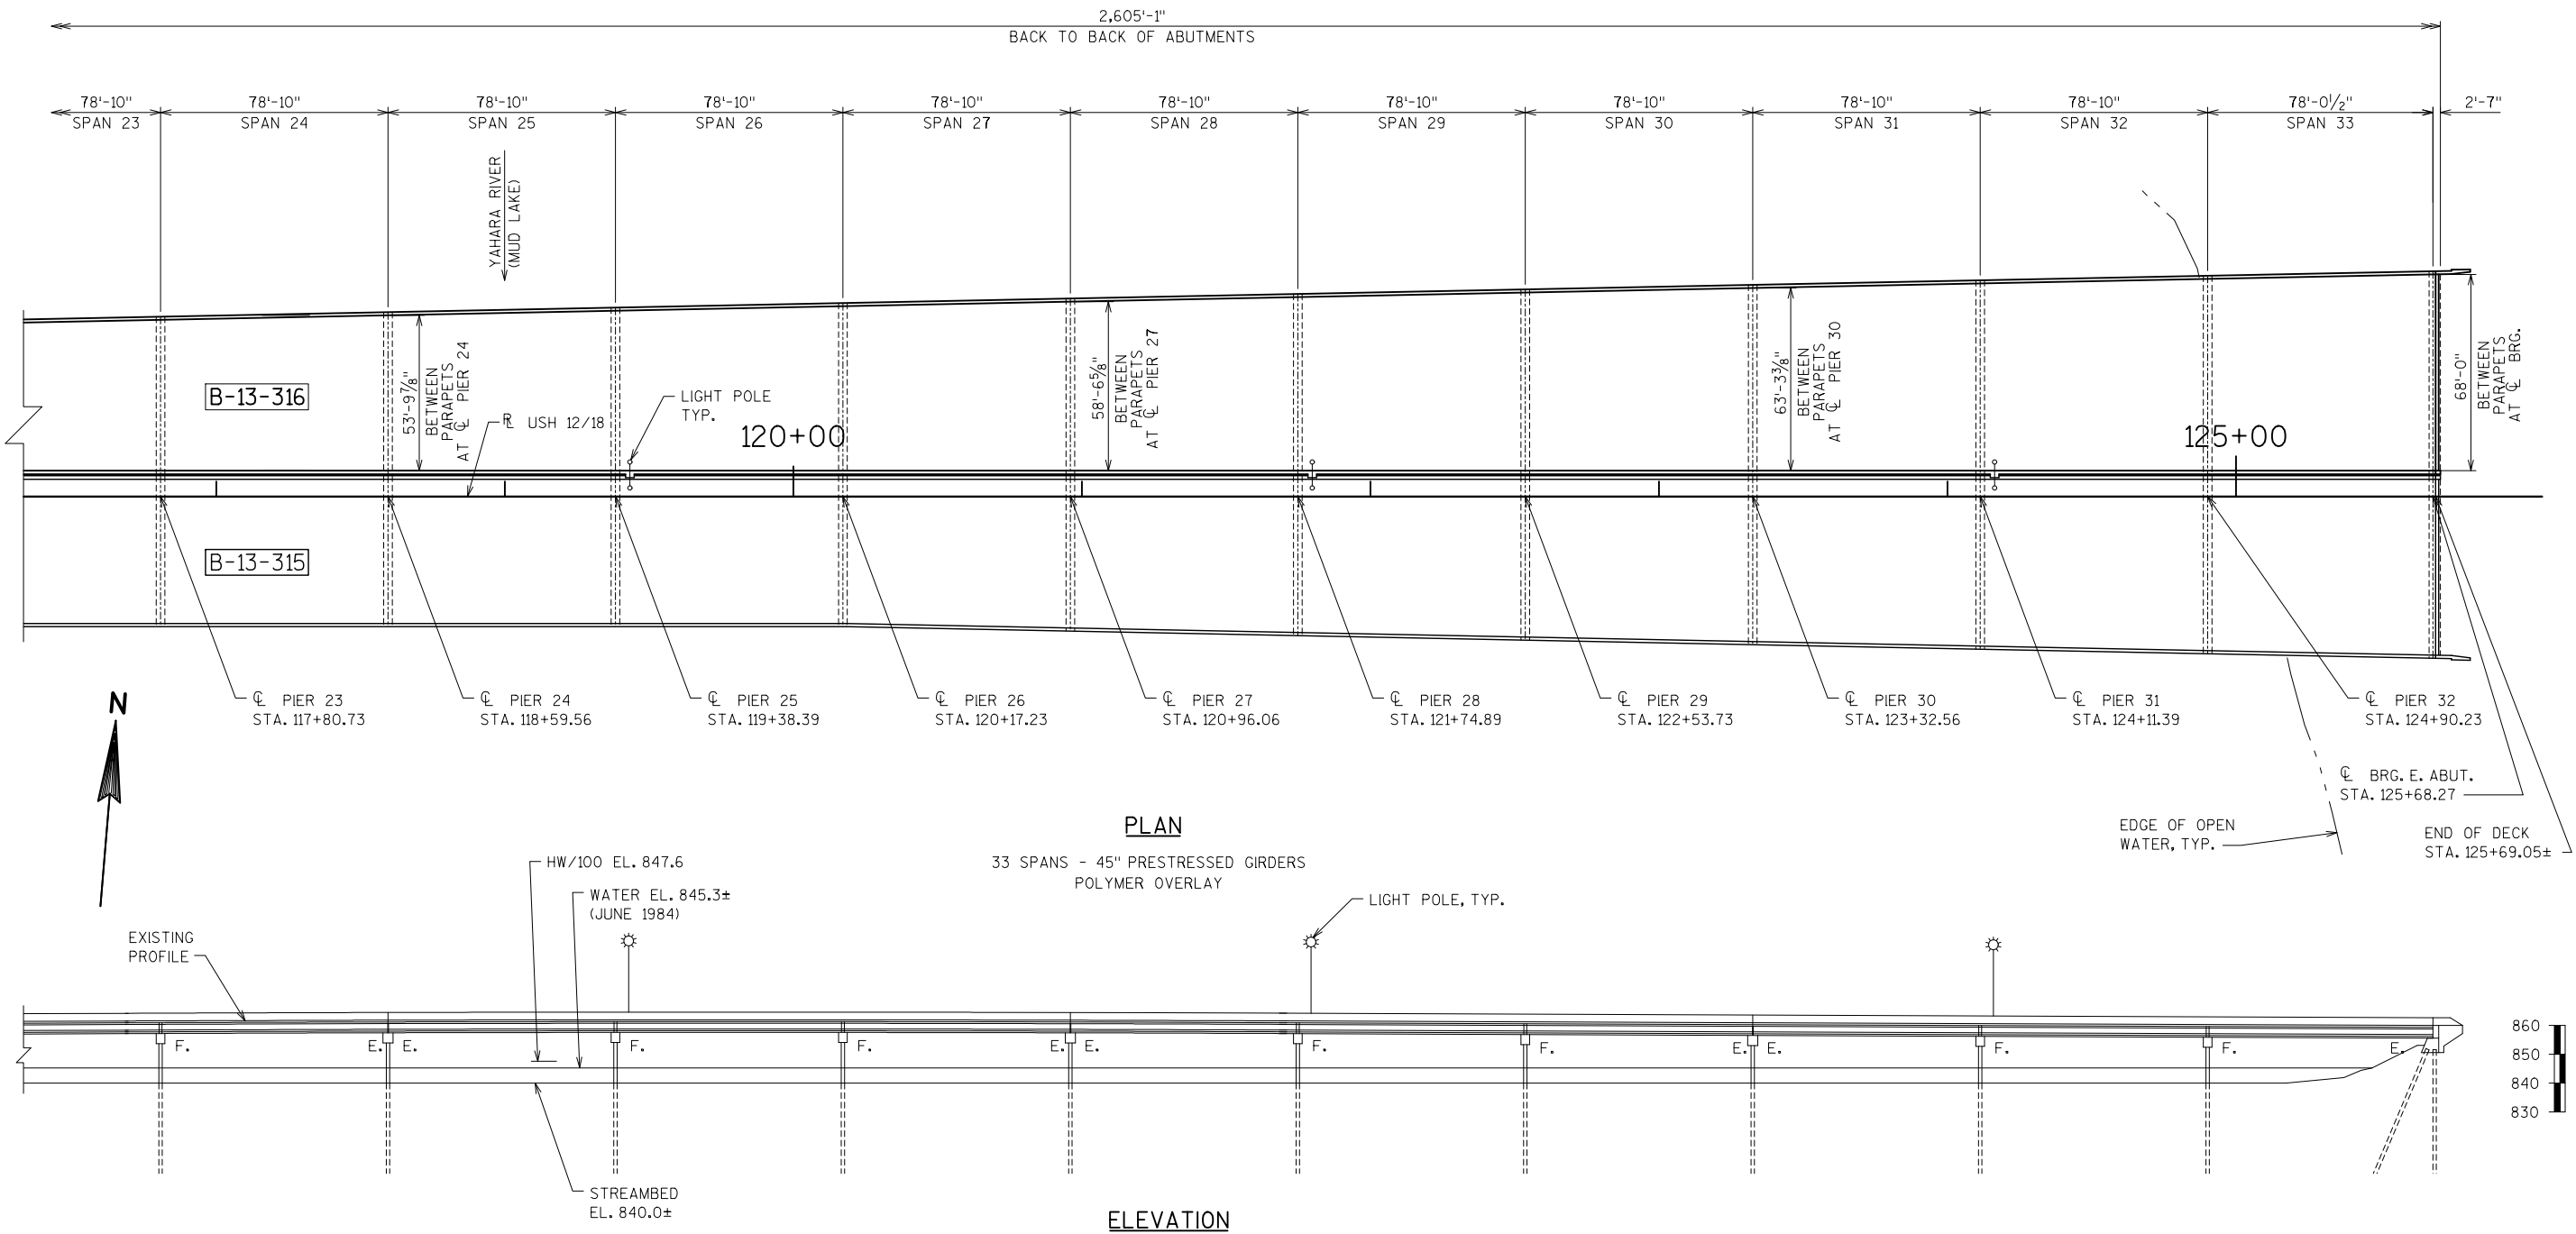 2,605'-1"
BACK TO BACK OF ABUTMENTS
78'-10"
SPAN 23
78'-10"
SPAN 24
78'-10"
SPAN 25
78'-10"
SPAN 26
78'-10"
SPAN 27
78'-10"
SPAN 28
78'-10"
SPAN 29
78'-10"
SPAN 30
78'-10"
SPAN 31
78'-10"
SPAN 32
78'-0½"
SPAN 33
2'-7"
YAHARA RIVER
(MUD LAKE)
B-13-316
53'-9⅞"
BETWEEN
PARAPETS
AT ℄ PIER 24
℟ USH 12/18
LIGHT POLE
TYP.
120+00
58'-6⅝"
BETWEEN
PARAPETS
AT ℄ PIER 27
63'-3⅜"
BETWEEN
PARAPETS
AT ℄ PIER 30
125+00
68'-0"
BETWEEN
PARAPETS
AT ℄ BRG.
B-13-315
℄ PIER 23
STA. 117+80.73
℄ PIER 24
STA. 118+59.56
℄ PIER 25
STA. 119+38.39
℄ PIER 26
STA. 120+17.23
℄ PIER 27
STA. 120+96.06
℄ PIER 28
STA. 121+74.89
℄ PIER 29
STA. 122+53.73
℄ PIER 30
STA. 123+32.56
℄ PIER 31
STA. 124+11.39
℄ PIER 32
STA. 124+90.23
℄ BRG. E. ABUT.
STA. 125+68.27
END OF DECK
STA. 125+69.05±
EDGE OF OPEN
WATER, TYP.
N
PLAN
33 SPANS - 45" PRESTRESSED GIRDERS
POLYMER OVERLAY
HW/100 EL. 847.6
WATER EL. 845.3±
(JUNE 1984)
LIGHT POLE, TYP.
EXISTING
PROFILE
F.
E. E.
F.
F.
E. E.
F.
F.
E. E.
F.
F.
E.
860
850
840
830
STREAMBED
EL. 840.0±
ELEVATION